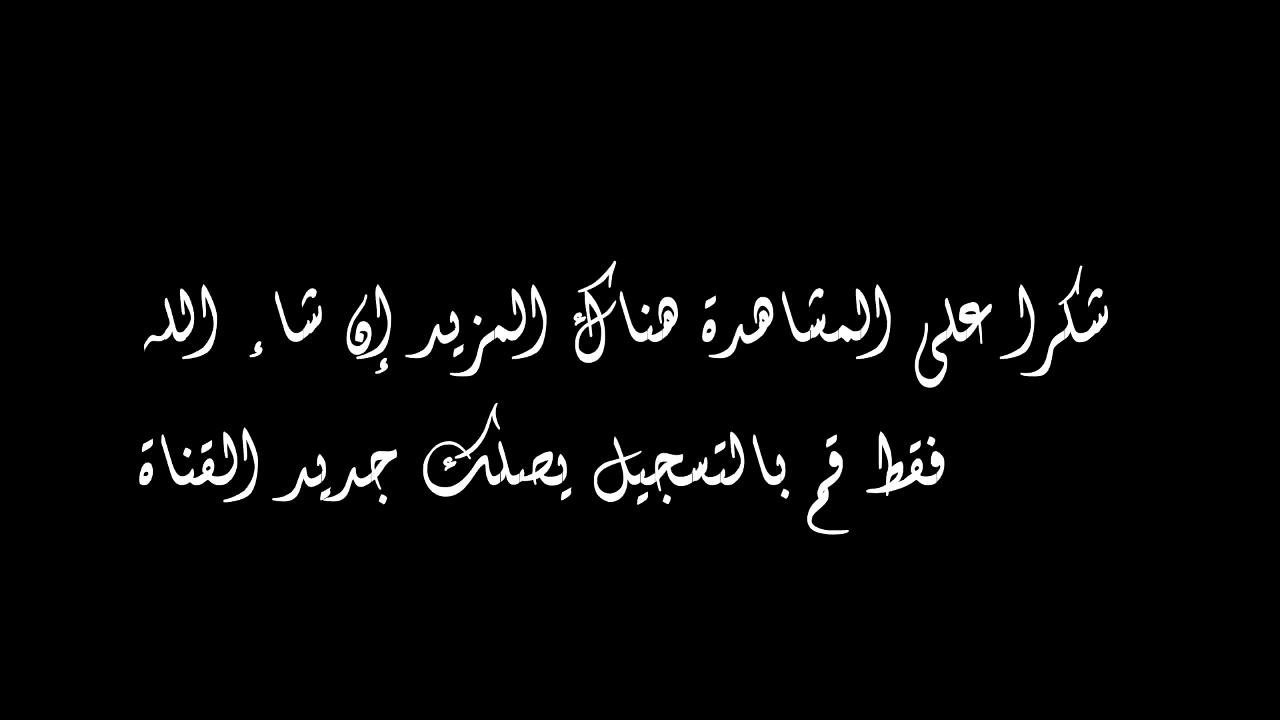 شكرا على المشاهدة هناك المزيد إن شاء الله
فقط قم بالتسجيل يصلك جديد القناة